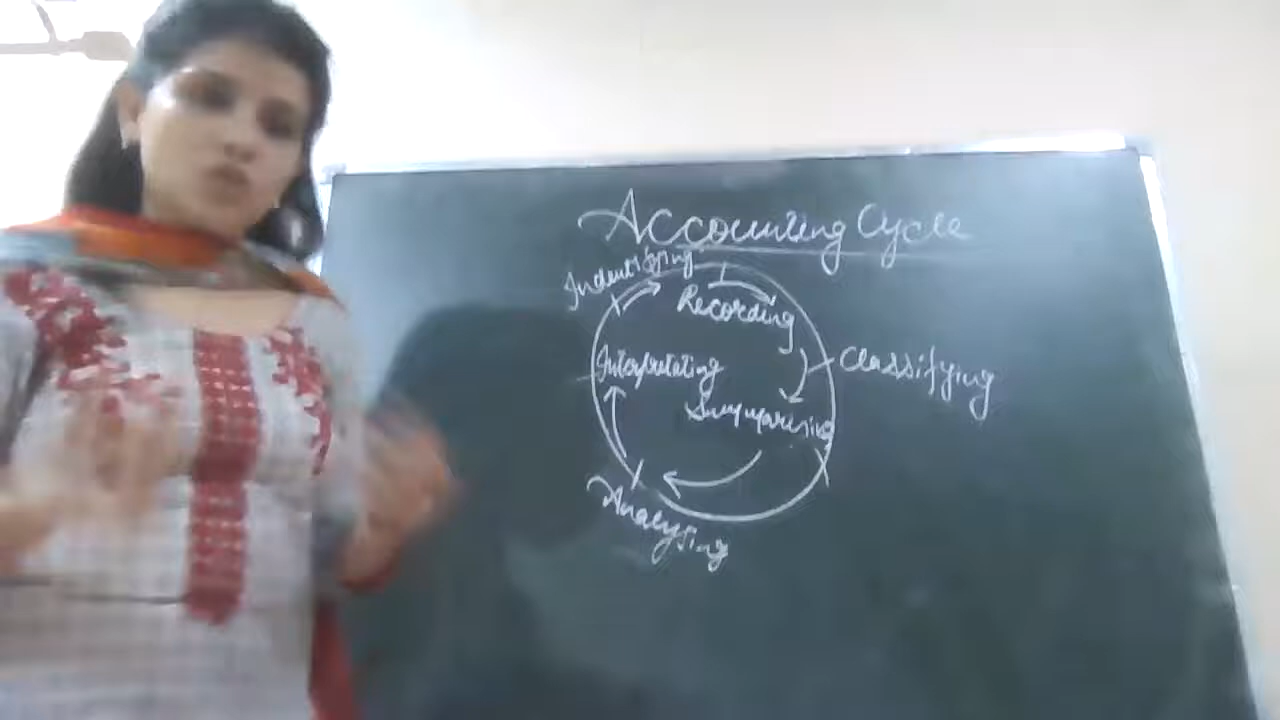 Accounting Cycle
Indentifying
Recording
Classifying
Summarising
Analysing
Interpretating